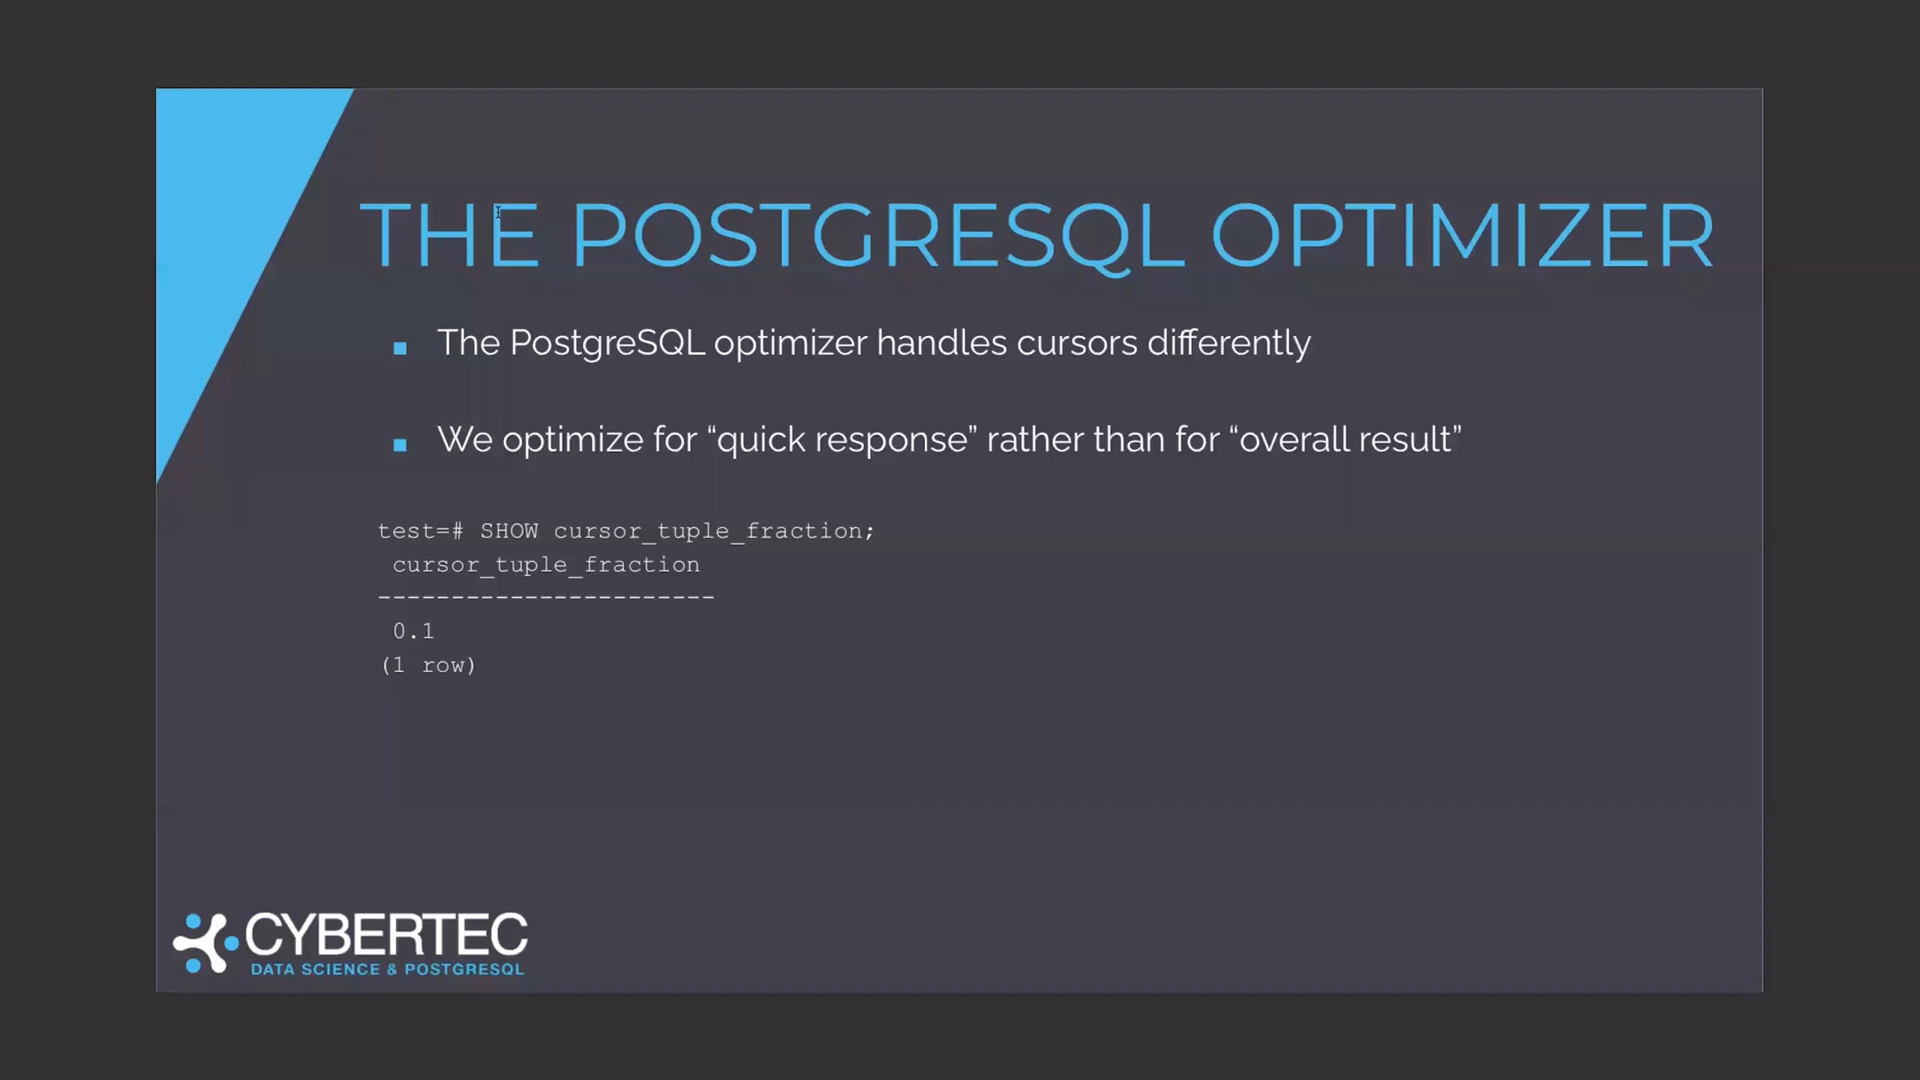 THE POSTGRESQL OPTIMIZER
The PostgreSQL optimizer handles cursors differently
We optimize for “quick response” rather than for “overall result”
test=# SHOW cursor_tuple_fraction;
cursor_tuple_fraction
-----------------------
0.1
(1 row)
CYBERTEC
DATA SCIENCE & POSTGRESQL